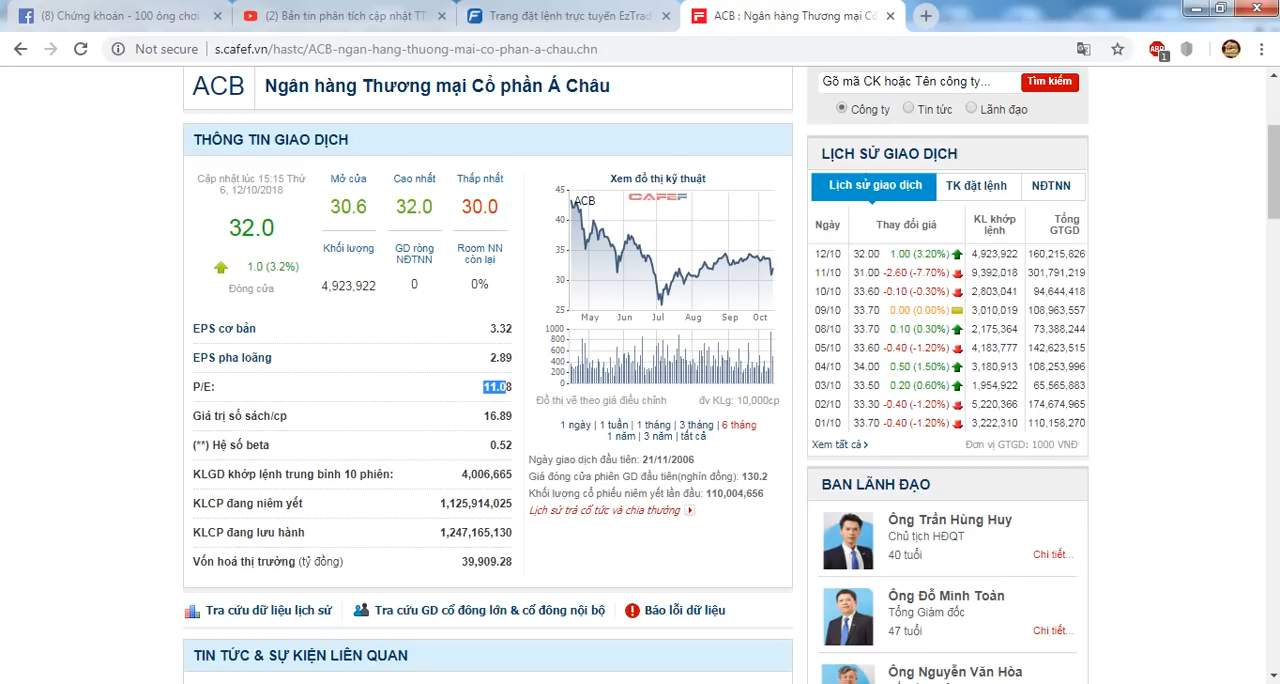 (8) Chứng khoán - 100 ông chơi
(2) Bản tin phân tích cập nhật TT
Trang đặt lệnh trực tuyến EzTrad
ACB : Ngân hàng Thương mại Cổ
Not secure | s.cafef.vn/hastc/ACB-ngan-hang-thuong-mai-co-phan-a-chau.chn
ABP 1
ACB Ngân hàng Thương mại Cổ phần Á Châu
THÔNG TIN GIAO DỊCH
Cập nhật lúc 15:15 Thứ
6, 12/10/2018
32.0
1.0 (3.2%)
Đóng cửa
Mở cửa Cao nhất Thấp nhất
30.6 32.0 30.0
Khối lượng
GD ròng
NĐTNN
Room NN
còn lại
4,923,922 0 0%
EPS cơ bản 3.32
EPS pha loãng 2.89
P/E: 11.08
Giá trị sổ sách/cp 16.89
(**) Hệ số beta 0.52
KLGD khớp lệnh trung bình 10 phiên: 4,006,665
KLCP đang niêm yết 1,125,914,025
KLCP đang lưu hành 1,247,165,130
Vốn hoá thị trường (tỷ đồng) 39,909.28
Xem đồ thị kỹ thuật
ACB
CAFEF
45
40
35
30
25
May Jun Jul Aug Sep Oct
1000
800
600
400
200
0
Đồ thị vẽ theo giá điều chỉnh đv KLg: 10,000cp
1 ngày | 1 tuần | 1 tháng | 3 tháng | 6 tháng
1 năm | 3 năm | tất cả
Ngày giao dịch đầu tiên: 21/11/2006
Giá đóng cửa phiên GD đầu tiên(nghìn đồng): 130.2
Khối lượng cổ phiếu niêm yết lần đầu: 110,004,656
Lịch sử trả cổ tức và chia thưởng
Tra cứu dữ liệu lịch sử Tra cứu GD cổ đông lớn & cổ đông nội bộ Báo lỗi dữ liệu
TIN TỨC & SỰ KIỆN LIÊN QUAN
Gõ mã CK hoặc Tên công ty... Tìm kiếm
Công ty Tin tức Lãnh đạo
LỊCH SỬ GIAO DỊCH
Lịch sử giao dịch TK đặt lệnh NĐTNN
Ngày Thay đổi giá KL khớp lệnh Tổng GTGD
12/10 32.00 1.00 (3.20%) 4,923,922 160,215,826
11/10 31.00 -2.60 (-7.70%) 9,392,018 301,791,219
10/10 33.60 -0.10 (-0.30%) 2,803,041 94,644,418
09/10 33.70 0.00 (0.00%) 3,010,019 108,963,557
08/10 33.70 0.10 (0.30%) 2,175,364 73,388,244
05/10 33.60 -0.40 (-1.20%) 4,183,777 142,623,515
04/10 34.00 0.50 (1.50%) 3,180,913 108,253,996
03/10 33.50 0.20 (0.60%) 1,954,922 65,565,883
02/10 33.30 -0.40 (-1.20%) 5,220,366 174,674,965
01/10 33.70 -0.40 (-1.20%) 3,222,310 110,158,270
Xem tất cả Đơn vị GTGD: 1000 VNĐ
BAN LÃNH ĐẠO
Ông Trần Hùng Huy
Chủ tịch HĐQT
40 tuổi Chi tiết...
Ông Đỗ Minh Toàn
Tổng Giám đốc
47 tuổi Chi tiết...
Ông Nguyễn Văn Hòa